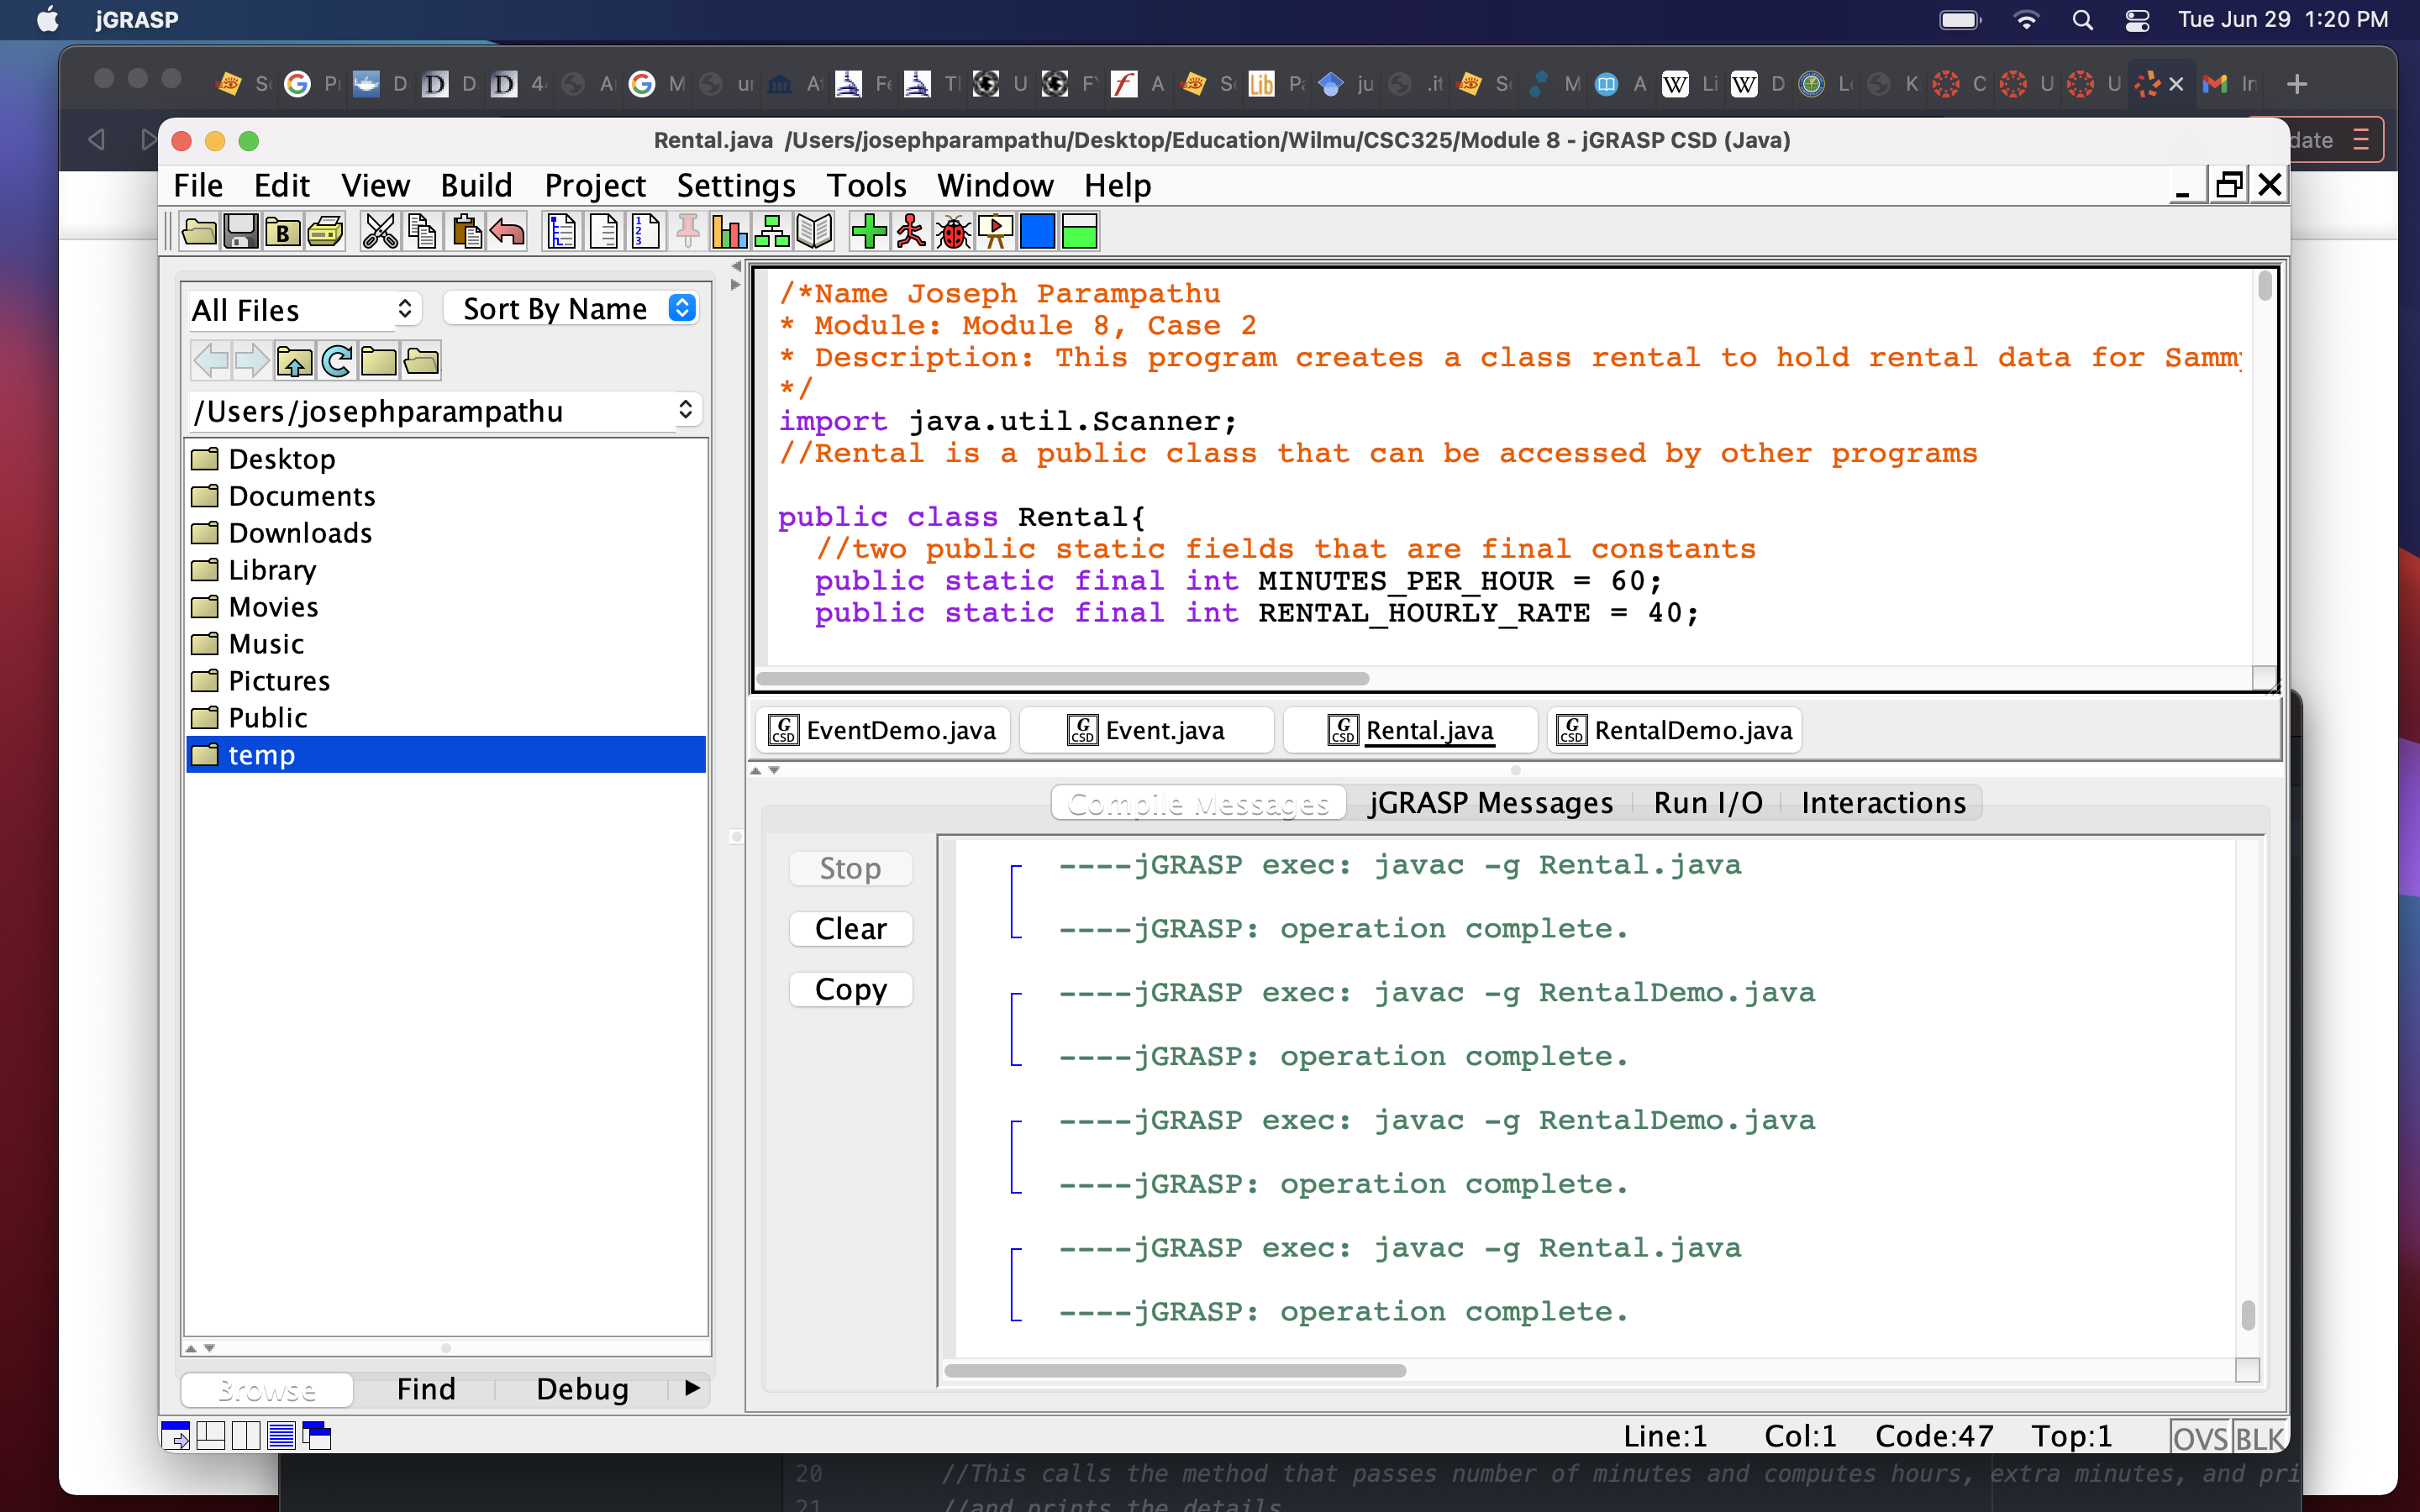 jGRASP
Tue Jun 29 1:20 PM
Rental.java /Users/josephparampathu/Desktop/Education/Wilmu/CSC325/Module 8 - jGRASP CSD (Java)
date
File Edit View Build Project Settings Tools Window Help
All Files
Sort By Name
/Users/josephparampathu
Desktop
Documents
Downloads
Library
Movies
Music
Pictures
Public
temp
Browse Find Debug
/*Name Joseph Parampathu
* Module: Module 8, Case 2
* Description: This program creates a class rental to hold rental data for Samm
*/
import java.util.Scanner;
//Rental is a public class that can be accessed by other programs
public class Rental{
//two public static fields that are final constants
public static final int MINUTES_PER_HOUR = 60;
public static final int RENTAL_HOURLY_RATE = 40;
EventDemo.java Event.java Rental.java RentalDemo.java
Compile Messages jGRASP Messages Run I/O Interactions
Stop
Clear
Copy
----jGRASP exec: javac -g Rental.java
----jGRASP: operation complete.
----jGRASP exec: javac -g RentalDemo.java
----jGRASP: operation complete.
----jGRASP exec: javac -g RentalDemo.java
----jGRASP: operation complete.
----jGRASP exec: javac -g Rental.java
----jGRASP: operation complete.
Line:1 Col:1 Code:47 Top:1 OVS BLK
20 //This calls the method that passes number of minutes and computes hours, extra minutes, and pri
21 //and prints the details